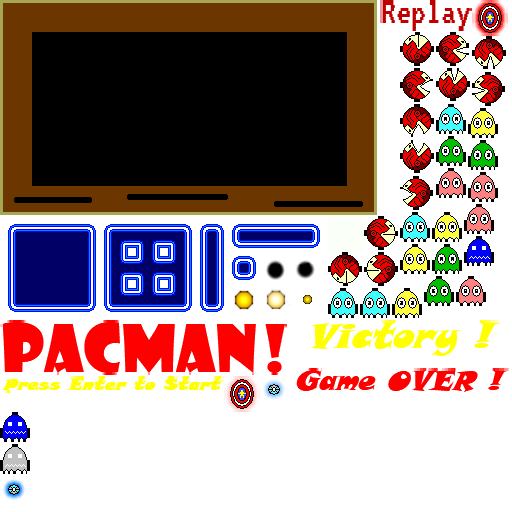 Replay
PACMAN!
Victory !
Press Enter to Start
Game OVER !